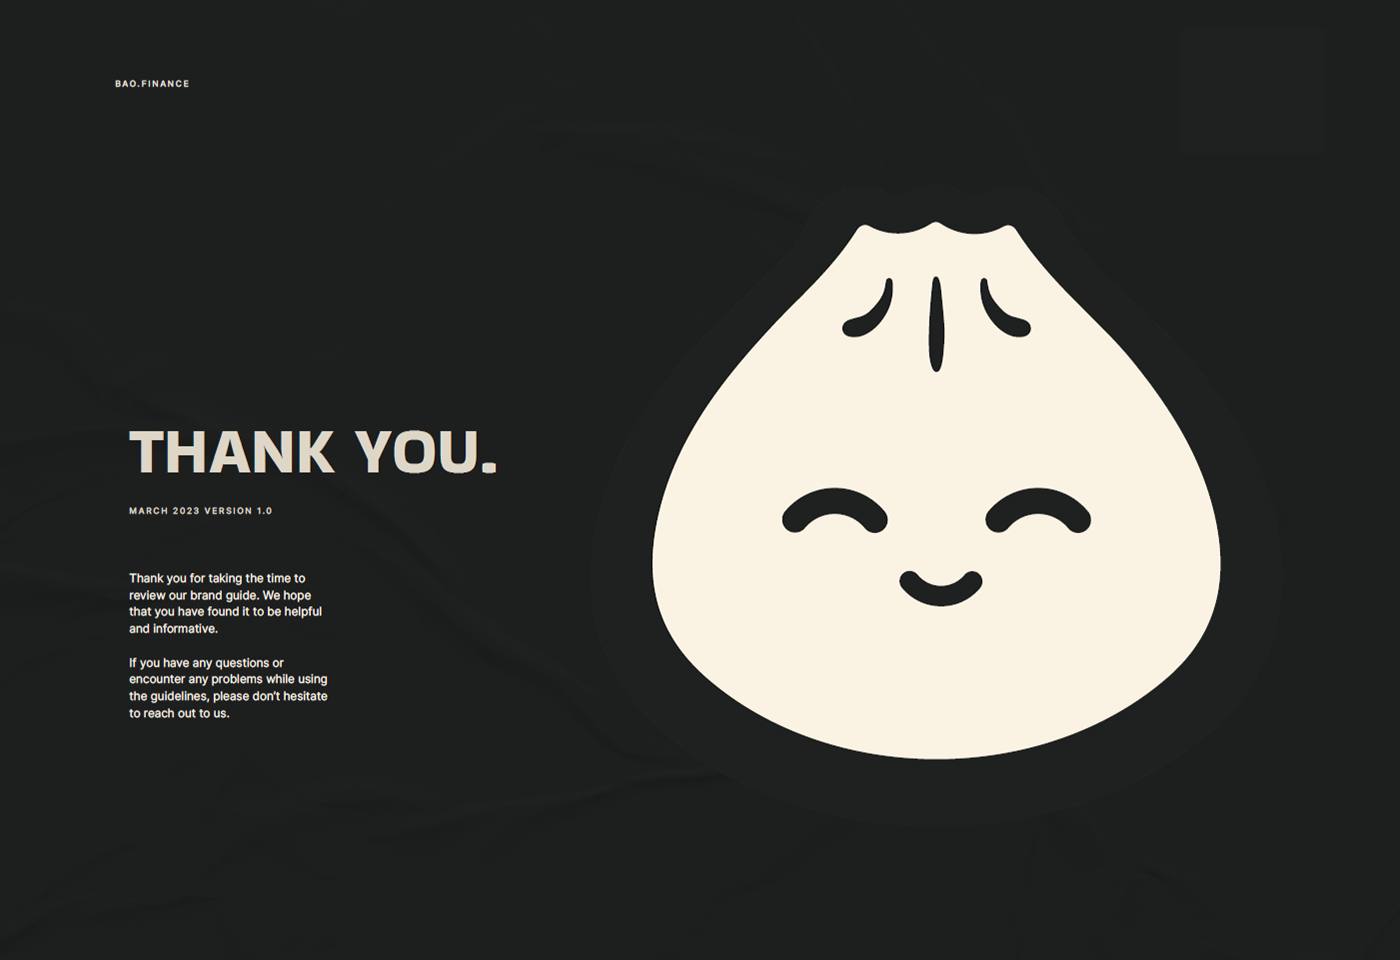 BAO.FINANCE
THANK YOU.
MARCH 2023 VERSION 1.0
Thank you for taking the time to
review our brand guide. We hope
that you have found it to be helpful
and informative.
If you have any questions or
encounter any problems while using
the guidelines, please don't hesitate
to reach out to us.